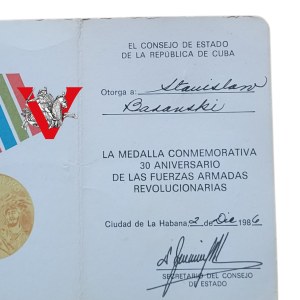 EL CONSEJO DE ESTADO
DE LA REPUBLICA DE CUBA
Otorga a: Stanislaw
Basanski
LA MEDALLA CONMEMORATIVA
30 ANIVERSARIO
DE LAS FUERZAS ARMADAS
REVOLUCIONARIAS
Ciudad de La Habana, 2 de Dic 1986
SECRETARIO DEL CONSEJO
DE ESTADO